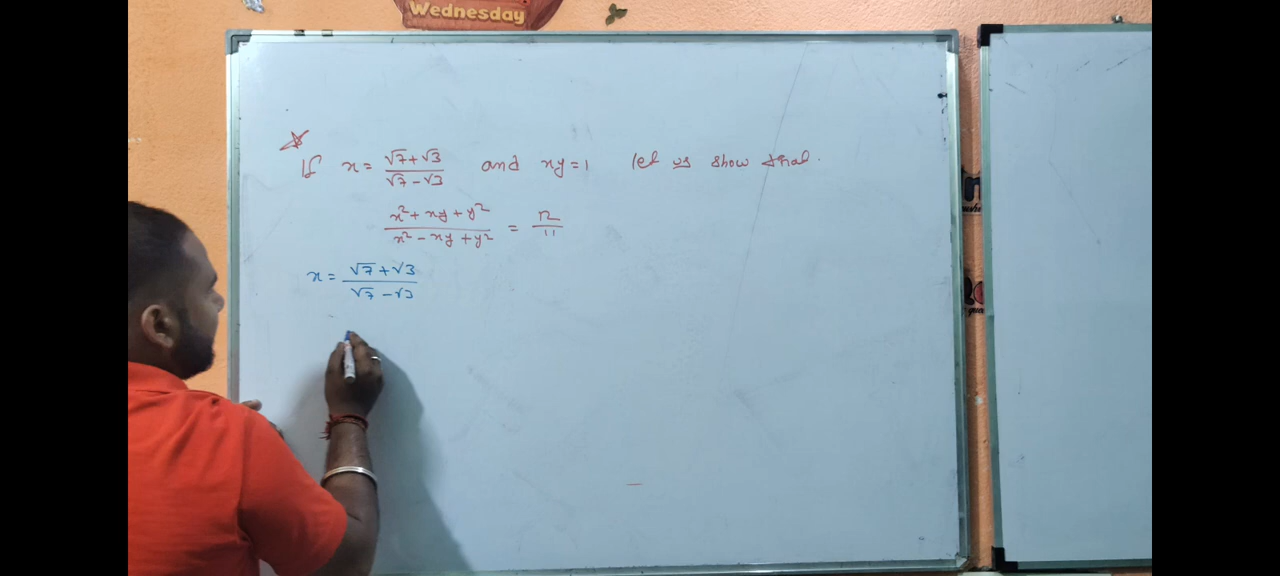 Wednesday
If x = √7+√3 / √7-√3 and xy=1 let us show that.
x²+xy+y² / x²-xy+y² = 12/11
x = √7+√3 / √7-√3